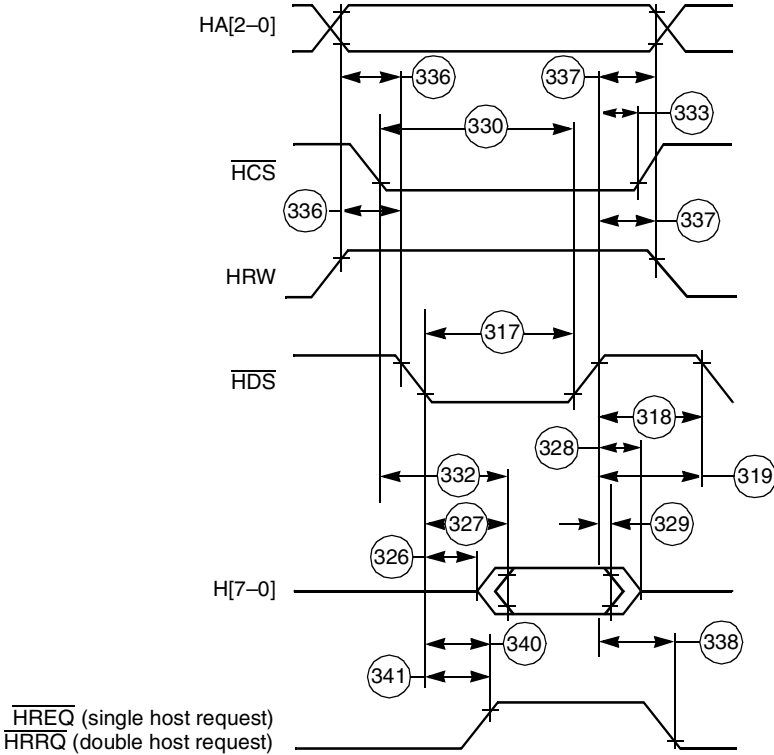 HA[2–0]
336
337
333
330
HCS
336
337
HRW
317
HDS
318
328
332
319
327
329
326
H[7–0]
340
338
341
HREQ (single host request)
HRRQ (double host request)